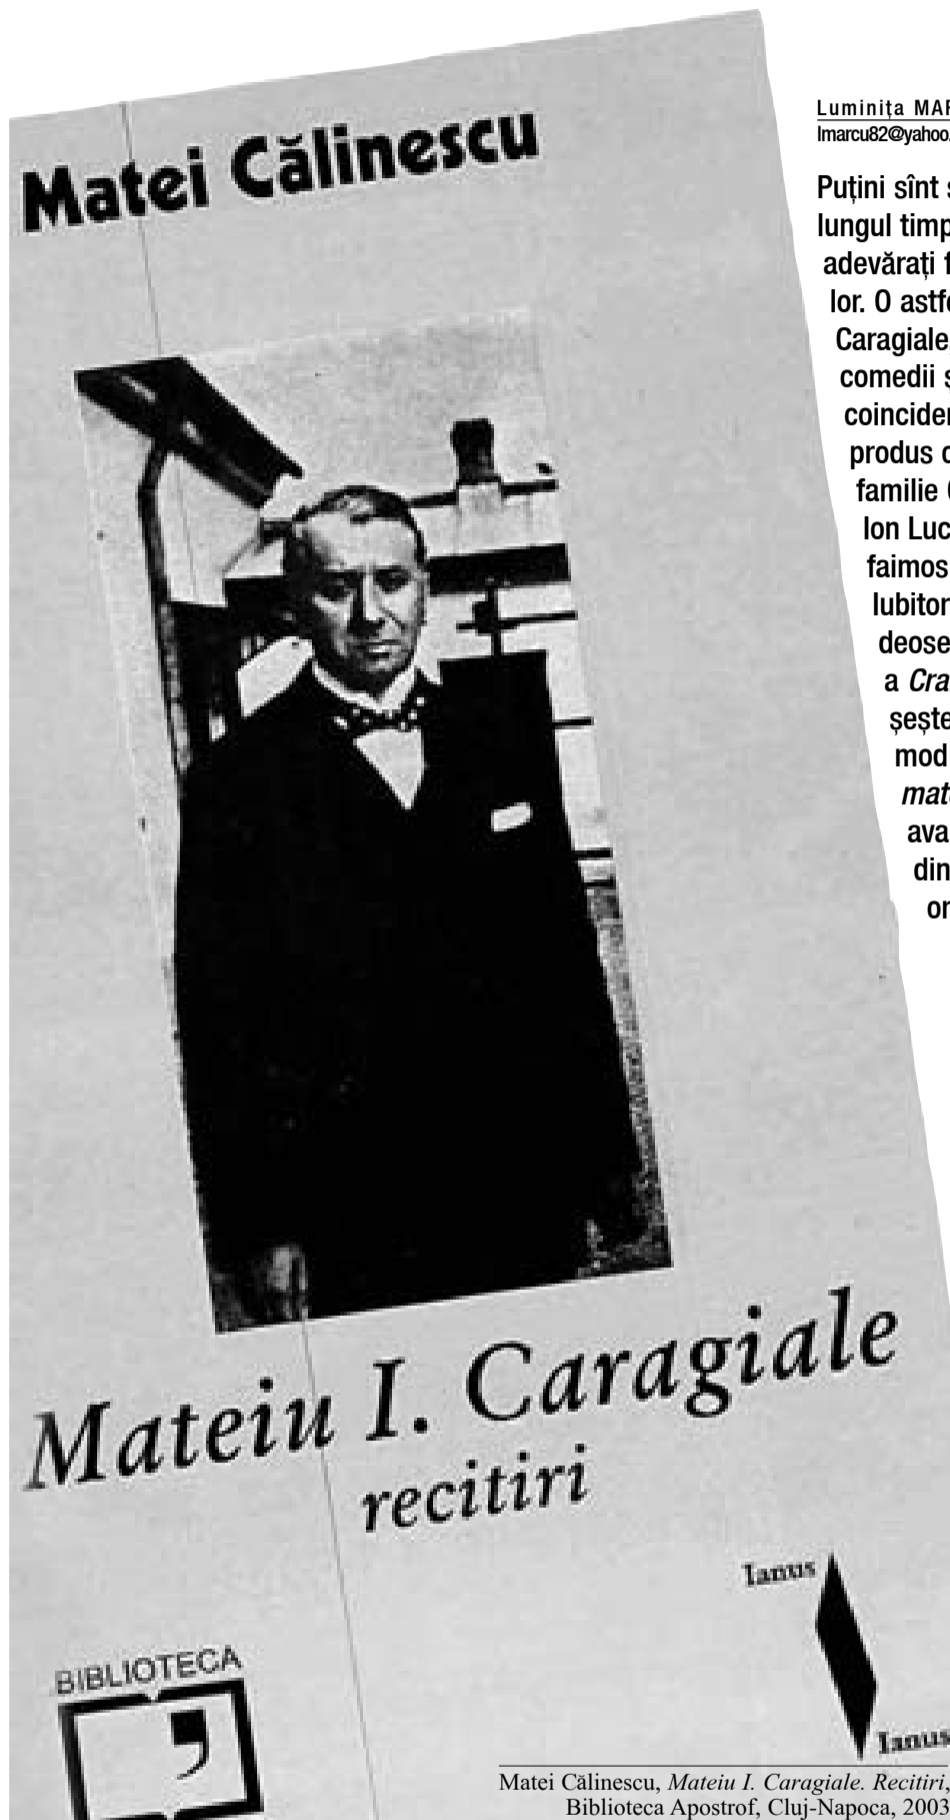 Matei Călinescu
Mateiu I. Caragiale
recitiri
Ianus
Ianus
BIBLIOTECA
Matei Călinescu, Mateiu I. Caragiale. Recitiri,
Biblioteca Apostrof, Cluj-Napoca, 2003
Luminița MAR
lmarcu82@yahoo.
Puțini sînt
lungul timp
adevărați
lor. O astfe
Caragiale
comedii
coincider
produs
familie
Ion Luc
faimos
Iubitor
deose
a Cra
șește
mod
mat
ava
din
or